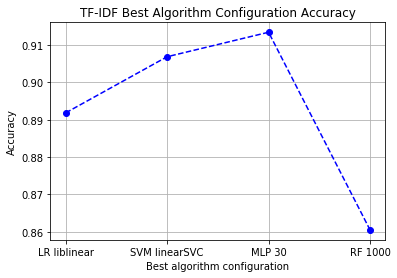 TF-IDF Best Algorithm Configuration Accuracy
0.91
0.90
0.89
0.88
0.87
0.86
Accuracy
LR liblinear SVM linearSVC MLP 30 RF 1000
Best algorithm configuration